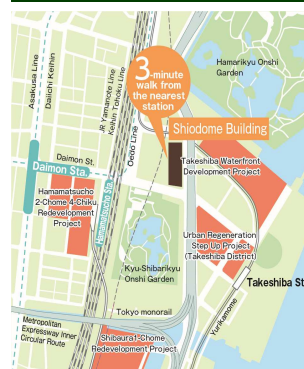 Asakusa Line
Daiichi Keihin
JR Yamanote Line
Keihin Tohoku Line
Oedo Line
3-minute
walk from
the nearest
station
Hamarikyu Onshi
Garden
Shiodome Building
Daimon St.
Daimon Sta.
Hamamatsucho Sta.
Takeshiba Waterfront
Development Project
Hamamatsucho
2-Chome 4-Chiku
Redevelopment
Project
Urban Regeneration
Step Up Project
(Takeshiba District)
Kyu-Shibarikyu
Onshi Garden
Takeshiba St
Yurikamome
Tokyo monorail
Metropolitan
Expressway Inner
Circular Route
Shibaura1-Chome
Redevelopment Project